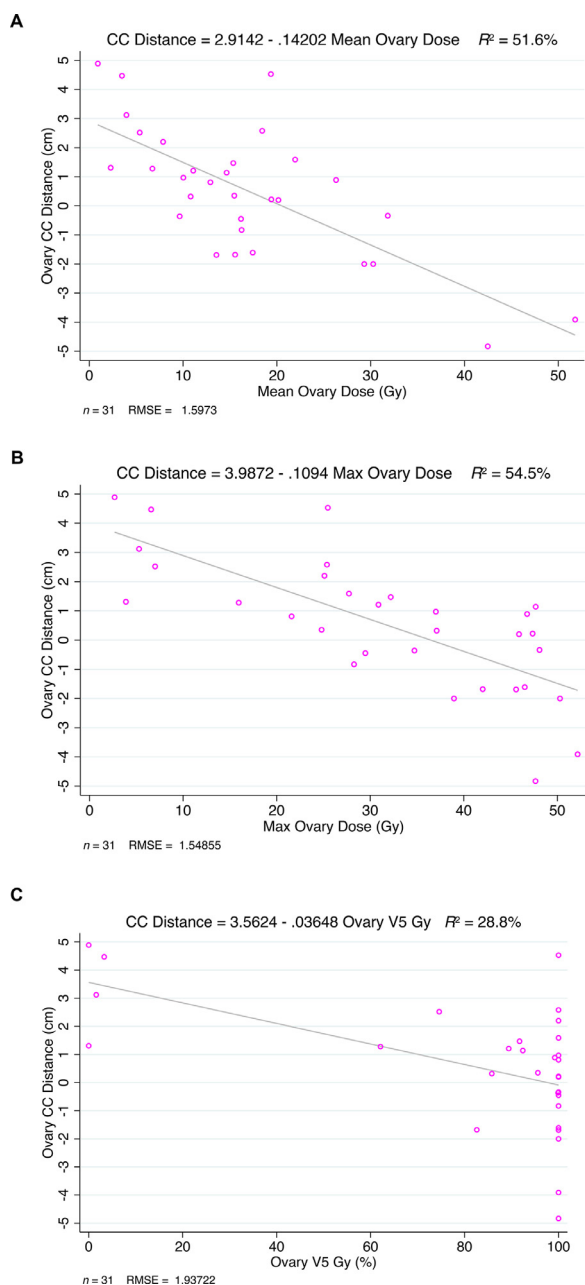 A
CC Distance = 2.9142 - .14202 Mean Ovary Dose R² = 51.6%
5
4
3
2
1
0
-1
-2
-3
-4
-5
Ovary CC Distance (cm)
0 10 20 30 40 50
Mean Ovary Dose (Gy)
n = 31 RMSE = 1.5973
B
CC Distance = 3.9872 - .1094 Max Ovary Dose R² = 54.5%
5
4
3
2
1
0
-1
-2
-3
-4
-5
Ovary CC Distance (cm)
0 10 20 30 40 50
Max Ovary Dose (Gy)
n = 31 RMSE = 1.54855
C
CC Distance = 3.5624 - .03648 Ovary V5 Gy R² = 28.8%
5
4
3
2
1
0
-1
-2
-3
-4
-5
Ovary CC Distance (cm)
0 20 40 60 80 100
Ovary V5 Gy (%)
n = 31 RMSE = 1.93722